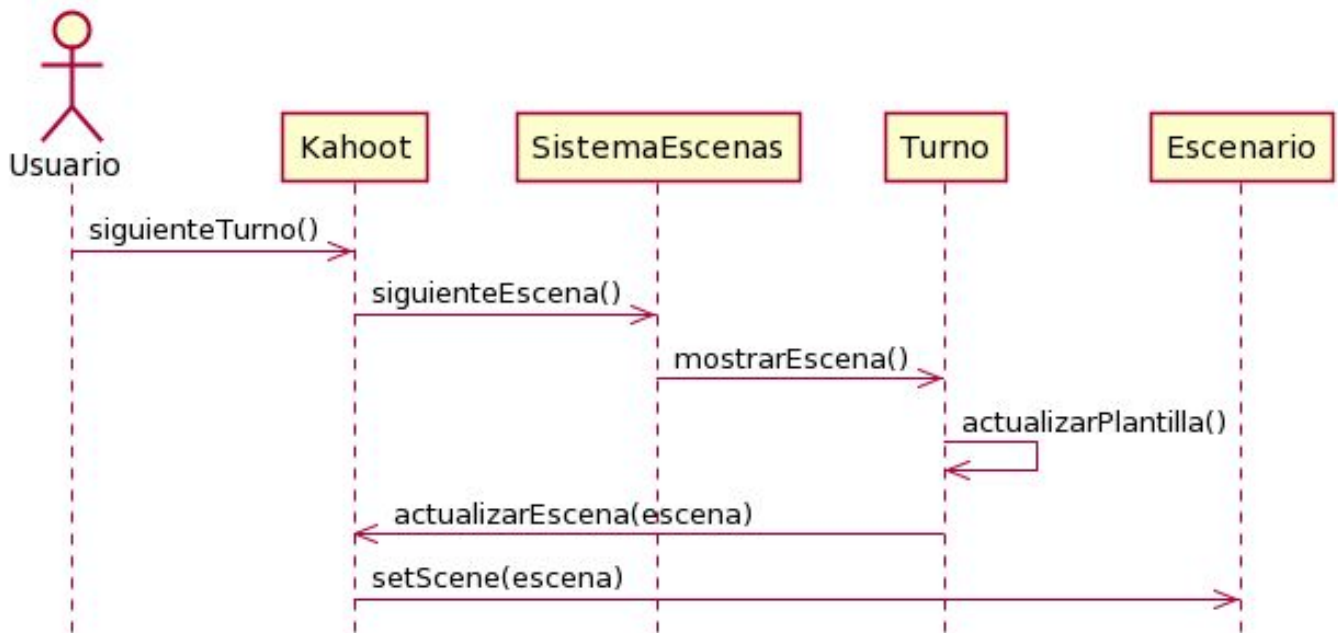 Usuario
Kahoot
SistemaEscenas
Turno
Escenario
siguienteTurno()
siguienteEscena()
mostrarEscena()
actualizarPlantilla()
actualizarEscena(escena)
setScene(escena)